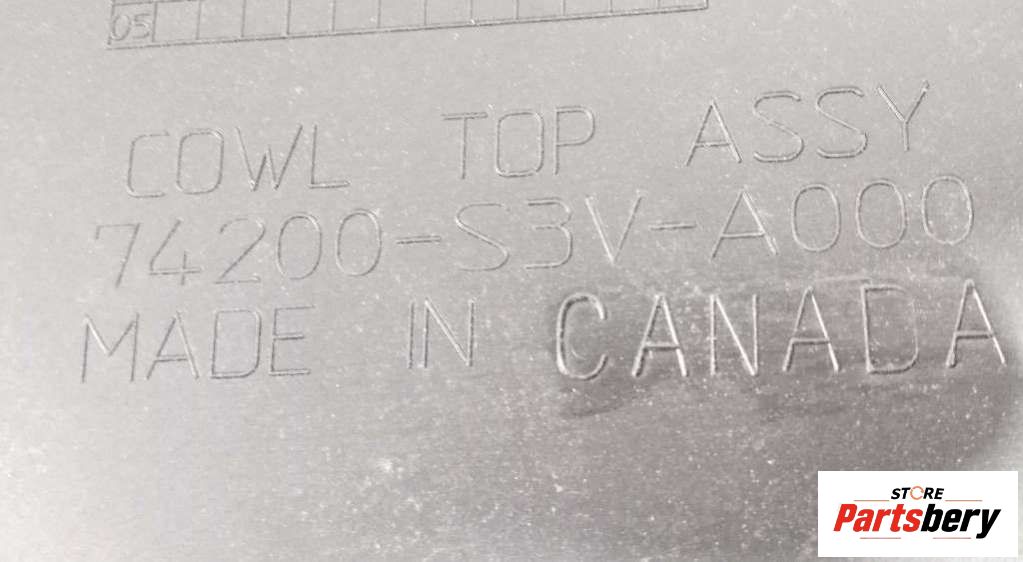 05
COWL TOP ASSY
74200-S3V-A000
MADE IN CANADA
STORE
Partsbery